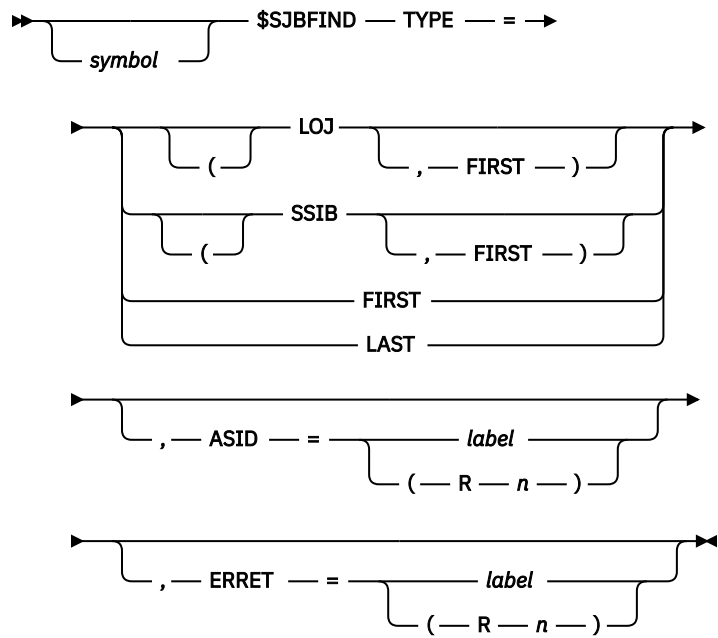 $SJBFIND TYPE =
symbol
LOJ
( , FIRST )
SSIB
( , FIRST )
FIRST
LAST
, ASID = label
( R n )
, ERRET = label
( R n )